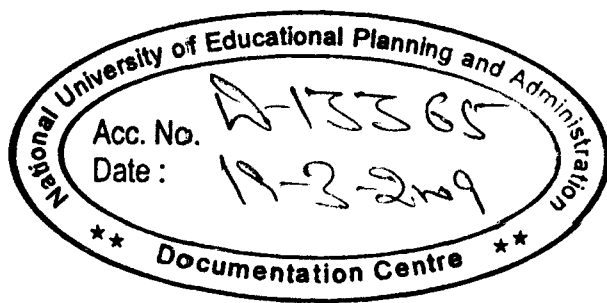 National University of Educational Planning and Administration
Acc. No. D-13365
Date : 19-3-2009
Documentation Centre